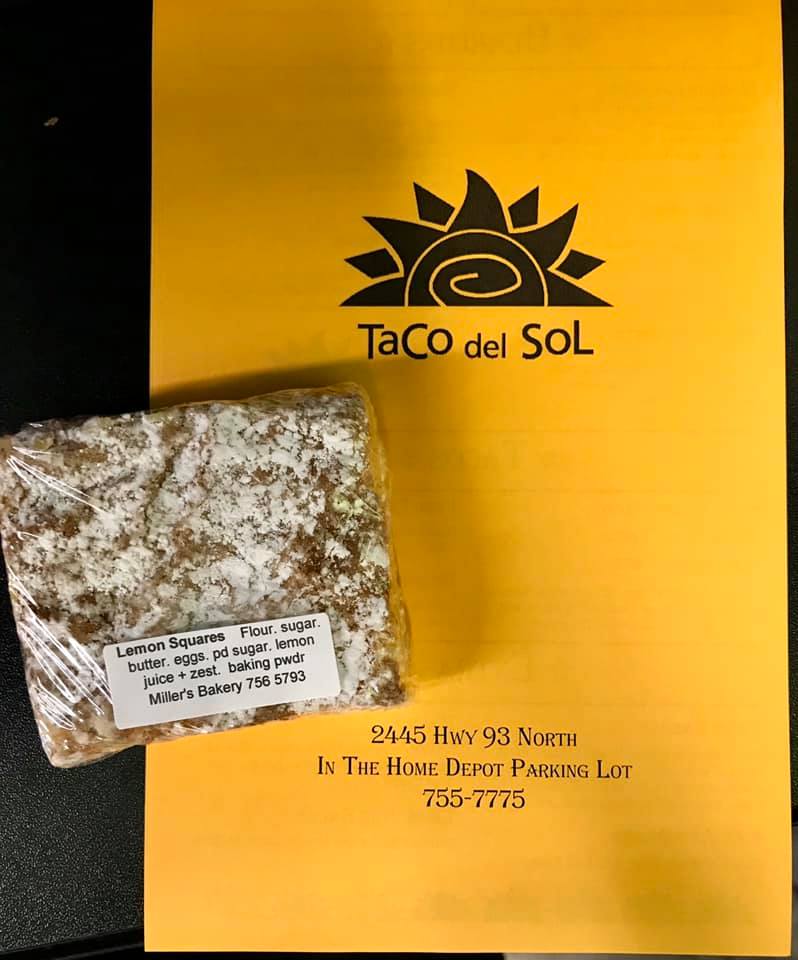 TaCo del SoL
Lemon Squares Flour. sugar.
butter. eggs. pd sugar. lemon
juice + zest. baking pwdr
Miller's Bakery 756 5793
2445 Hwy 93 North
In The Home Depot Parking Lot
755-7775